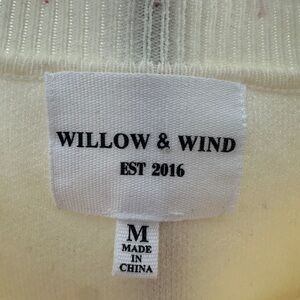 WILLOW & WIND
EST 2016
M
MADE
IN
CHINA